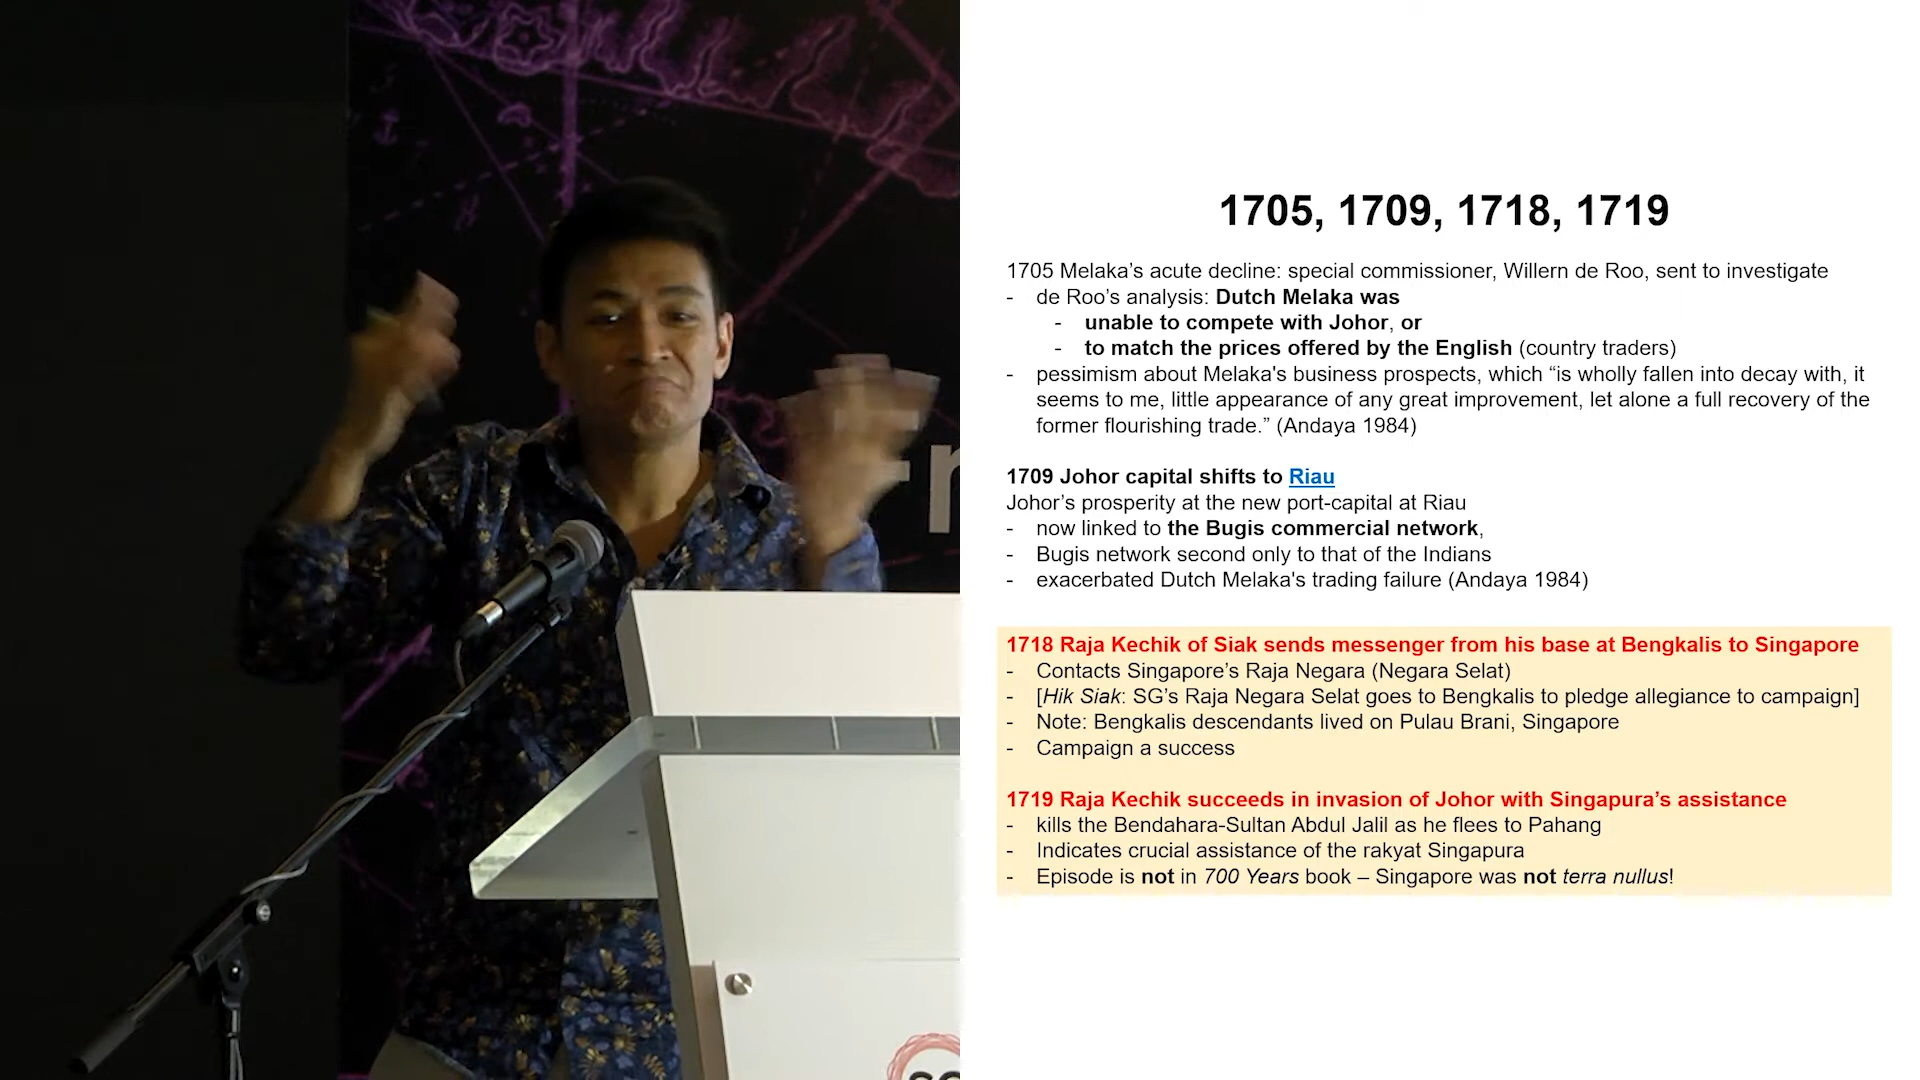 1705, 1709, 1718, 1719
1705 Melaka’s acute decline: special commissioner, Willern de Roo, sent to investigate
- de Roo’s analysis: Dutch Melaka was
- unable to compete with Johor, or
- to match the prices offered by the English (country traders)
- pessimism about Melaka's business prospects, which “is wholly fallen into decay with, it
seems to me, little appearance of any great improvement, let alone a full recovery of the
former flourishing trade.” (Andaya 1984)
1709 Johor capital shifts to Riau
Johor’s prosperity at the new port-capital at Riau
- now linked to the Bugis commercial network,
- Bugis network second only to that of the Indians
- exacerbated Dutch Melaka's trading failure (Andaya 1984)
1718 Raja Kechik of Siak sends messenger from his base at Bengkalis to Singapore
- Contacts Singapore’s Raja Negara (Negara Selat)
- [Hik Siak: SG’s Raja Negara Selat goes to Bengkalis to pledge allegiance to campaign]
- Note: Bengkalis descendants lived on Pulau Brani, Singapore
- Campaign a success
1719 Raja Kechik succeeds in invasion of Johor with Singapura’s assistance
- kills the Bendahara-Sultan Abdul Jalil as he flees to Pahang
- Indicates crucial assistance of the rakyat Singapura
- Episode is not in 700 Years book – Singapore was not terra nullus!